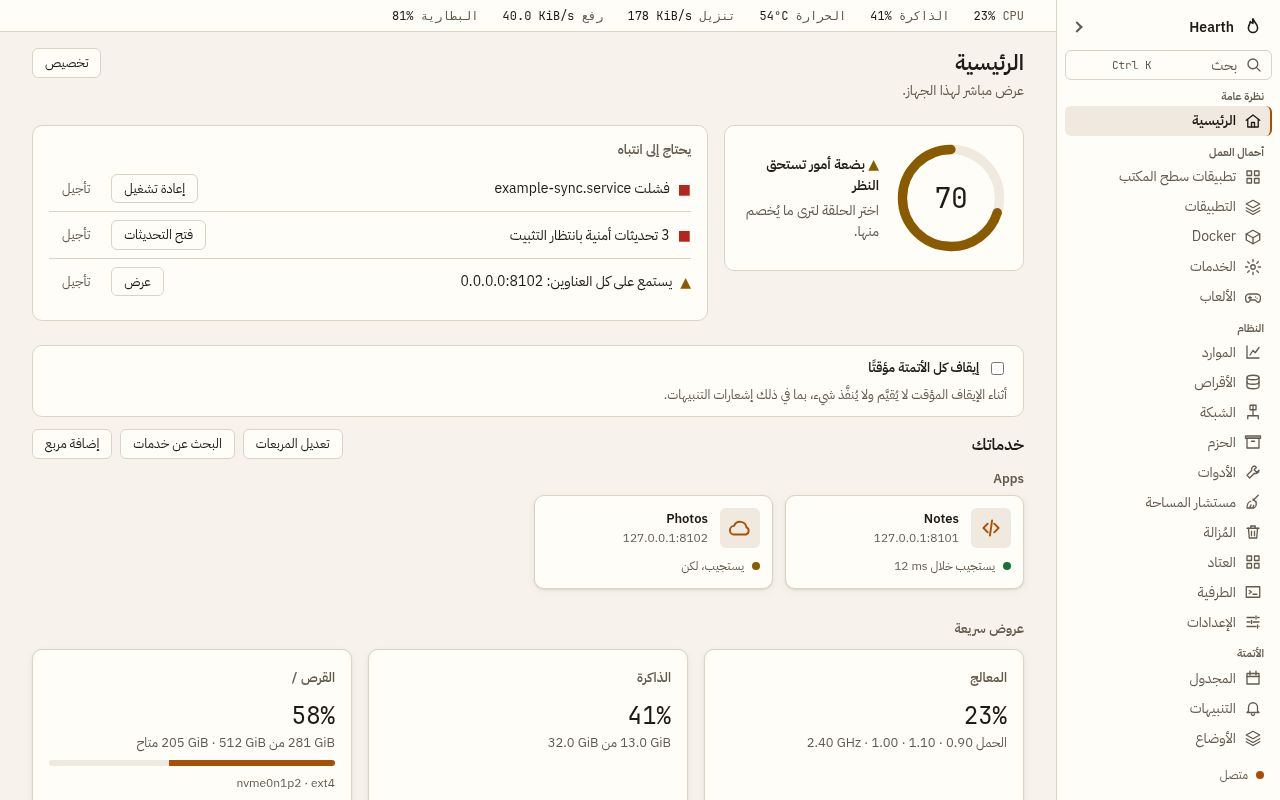 Hearth
بحث Ctrl K
نظرة عامة
الرئيسية
أحمال العمل
تطبيقات سطح المكتب
التطبيقات
Docker
الخدمات
الألعاب
النظام
الموارد
الأقراص
الشبكة
الحزم
الأدوات
مستشار المساحة
المُزالة
العتاد
الطرفية
الإعدادات
الأتمتة
المجدول
التنبيهات
الأوضاع
متصل
CPU 23% الذاكرة 41% الحرارة 54°C تنزيل 178 KiB/s رفع 40.0 KiB/s البطارية 81%
الرئيسية
تخصيص
عرض مباشر لهذا الجهاز.
70
▲ بضعة أمور تستحق
النظر
اختر الحلقة لترى ما يُخصم
منها.
يحتاج إلى انتباه
فشلت example-sync.service إعادة تشغيل تأجيل
3 تحديثات أمنية بانتظار التثبيت فتح التحديثات تأجيل
▲ يستمع على كل العناوين: 0.0.0.0:8102 عرض تأجيل
إيقاف كل الأتمتة مؤقتًا
أثناء الإيقاف المؤقت لا يُقيَّم ولا يُنفَّذ شيء، بما في ذلك إشعارات التنبيهات.
خدماتك
تعديل المربعات البحث عن خدمات إضافة مربع
Apps
Notes
127.0.0.1:8101
يستجيب خلال 12 ms
Photos
127.0.0.1:8102
يستجيب، لكن
عروض سريعة
المعالج
23%
الحمل 0.90 · 1.10 · 1.00 · 2.40 GHz
الذاكرة
41%
13.0 GiB من 32.0 GiB
القرص /
58%
281 GiB من 512 GiB · 205 GiB متاح
nvme0n1p2 · ext4